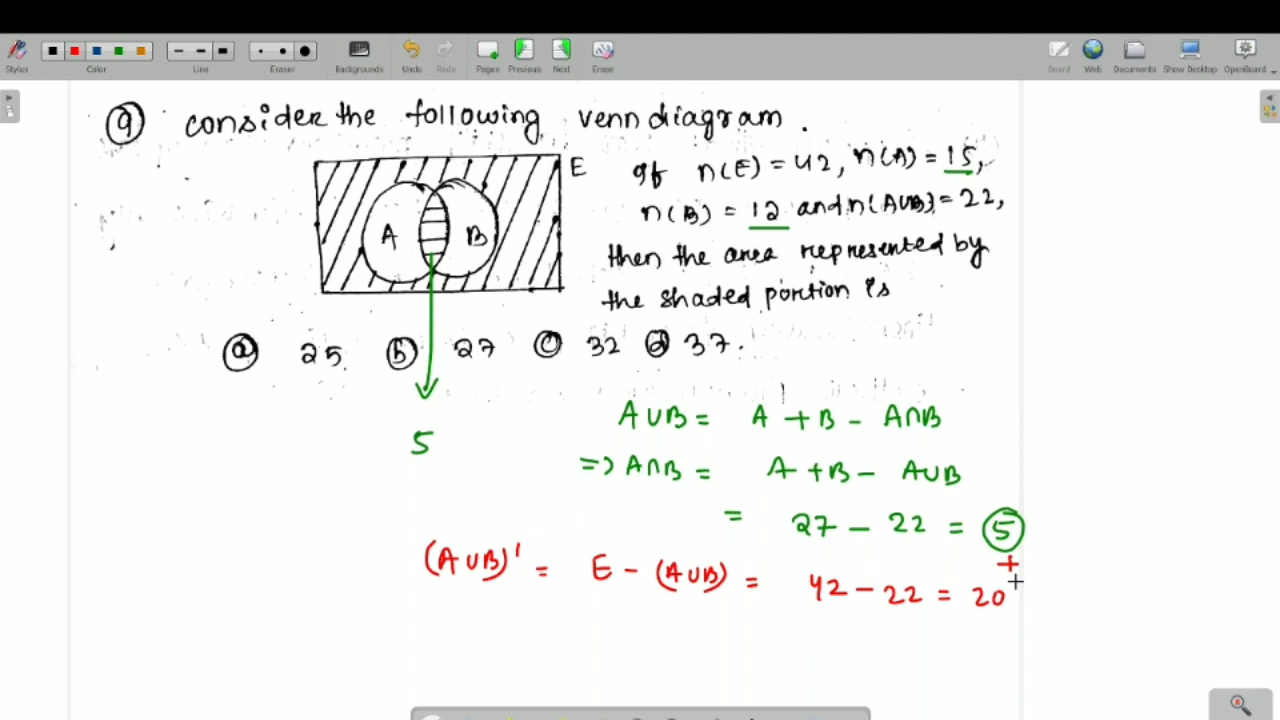 Stylus Color Line Eraser Backgrounds Undo Redo Pages Previous Next Erase Board Web Documents Show Desktop OpenBoard
9 consider the following venn diagram.
E
A B
If n(E) = 42, n(A) = 15,
n(B) = 12 and n(A∪B) = 22,
then the area represented by
the shaded portion is
a 25 b 27 c 32 d 37.
5
A∪B = A + B - A∩B
=> A∩B = A + B - A∪B
= 27 - 22 = 5
+
(A∪B)' = E - (A∪B) = 42 - 22 = 20